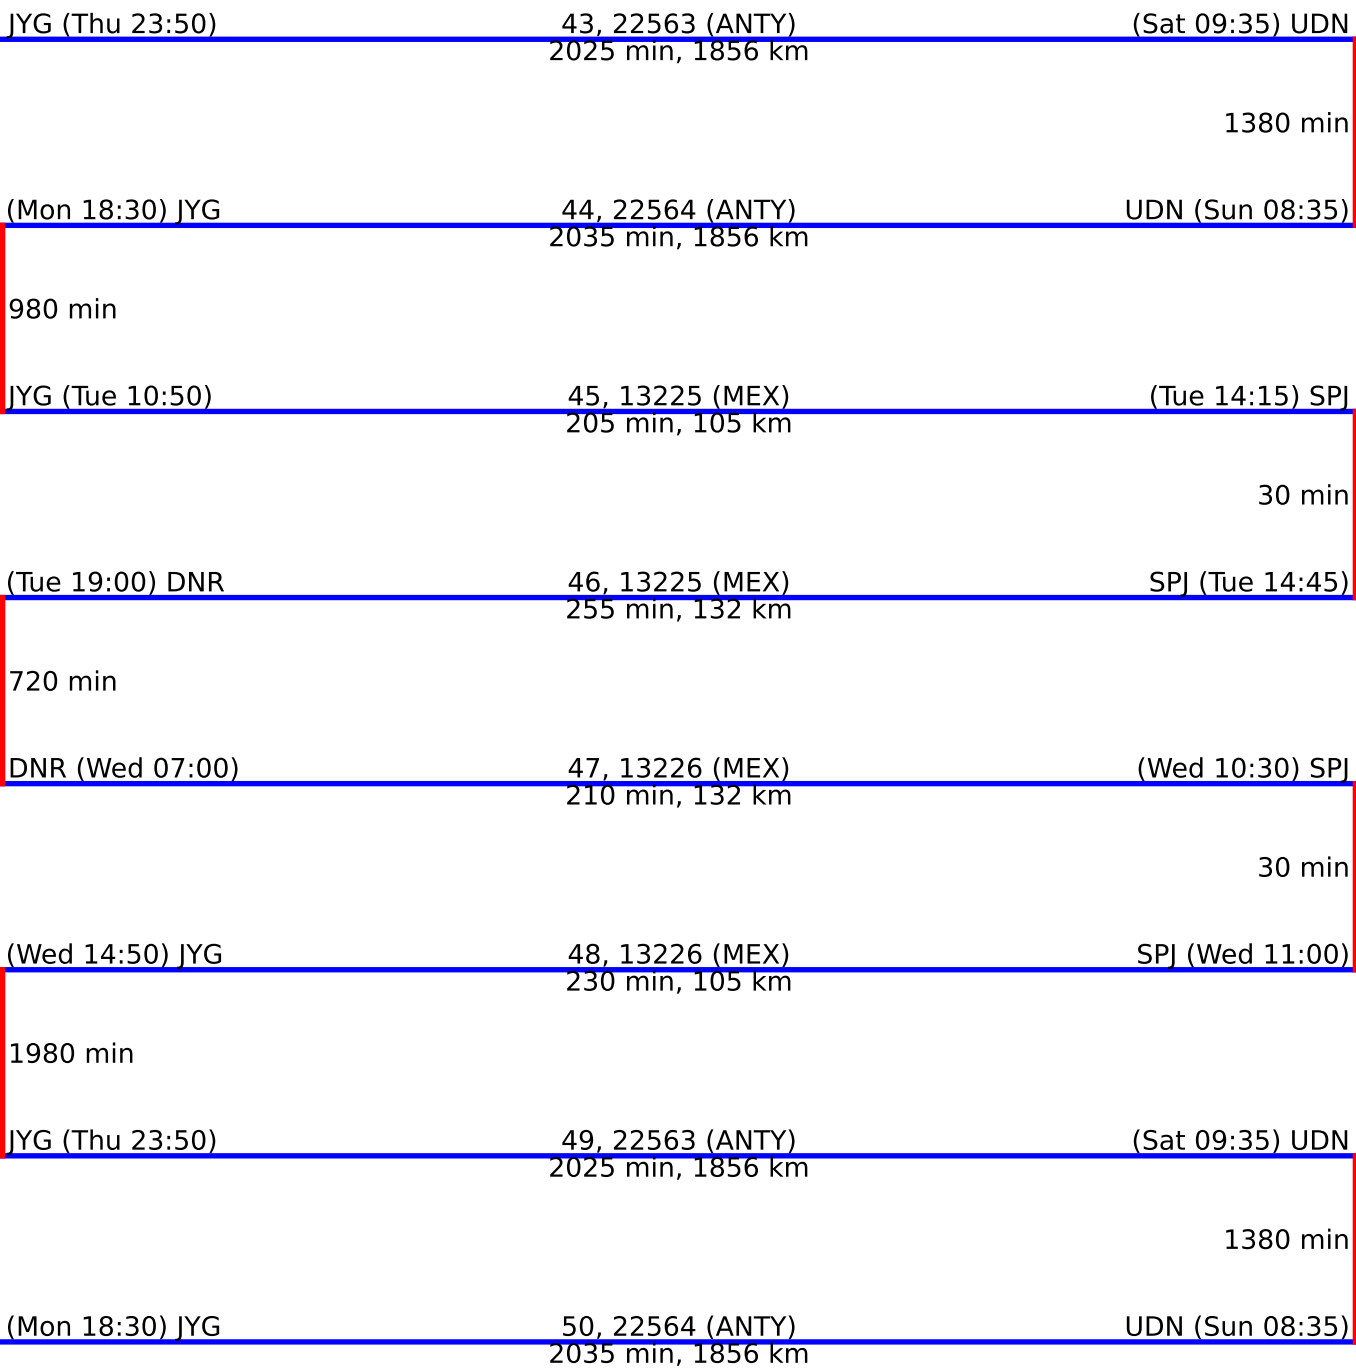 JYG (Thu 23:50) 43, 22563 (ANTY) (Sat 09:35) UDN
2025 min, 1856 km
1380 min
(Mon 18:30) JYG 44, 22564 (ANTY) UDN (Sun 08:35)
2035 min, 1856 km
980 min
JYG (Tue 10:50) 45, 13225 (MEX) (Tue 14:15) SPJ
205 min, 105 km
30 min
(Tue 19:00) DNR 46, 13225 (MEX) SPJ (Tue 14:45)
255 min, 132 km
720 min
DNR (Wed 07:00) 47, 13226 (MEX) (Wed 10:30) SPJ
210 min, 132 km
30 min
(Wed 14:50) JYG 48, 13226 (MEX) SPJ (Wed 11:00)
230 min, 105 km
1980 min
JYG (Thu 23:50) 49, 22563 (ANTY) (Sat 09:35) UDN
2025 min, 1856 km
1380 min
(Mon 18:30) JYG 50, 22564 (ANTY) UDN (Sun 08:35)
2035 min, 1856 km